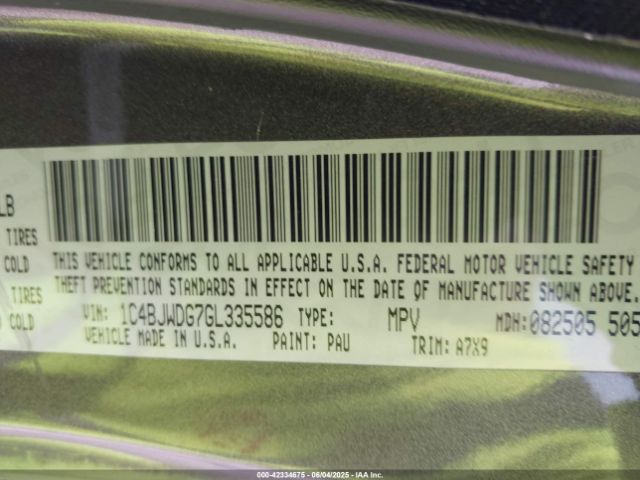 LB
TIRES
COLD
TIRES
COLD
THIS VEHICLE CONFORMS TO ALL APPLICABLE U.S.A. FEDERAL MOTOR VEHICLE SAFETY
THEFT PREVENTION STANDARDS IN EFFECT ON THE DATE OF MANUFACTURE SHOWN ABOVE.
VIN: 1C4BJWDG7GL335586 TYPE: MPV MDH: 082505 505
VEHICLE MADE IN U.S.A. PAINT: PAU TRIM: A7X9
000-42334675 | 06/04/2025 | IAA Inc.